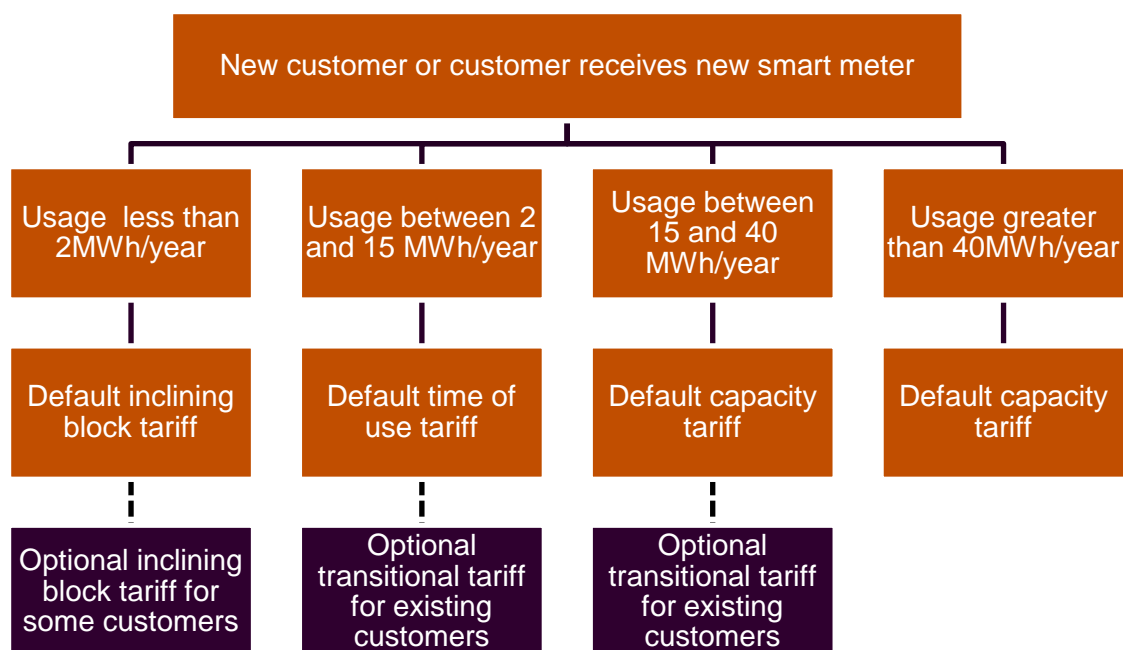 New customer or customer receives new smart meter
Usage less than
2MWh/year
Usage between 2
and 15 MWh/year
Usage between
15 and 40
MWh/year
Usage greater
than 40MWh/year
Default inclining
block tariff
Default time of
use tariff
Default capacity
tariff
Default capacity
tariff
Optional inclining
block tariff for
some customers
Optional
transitional tariff
for existing
customers
Optional
transitional tariff
for existing
customers